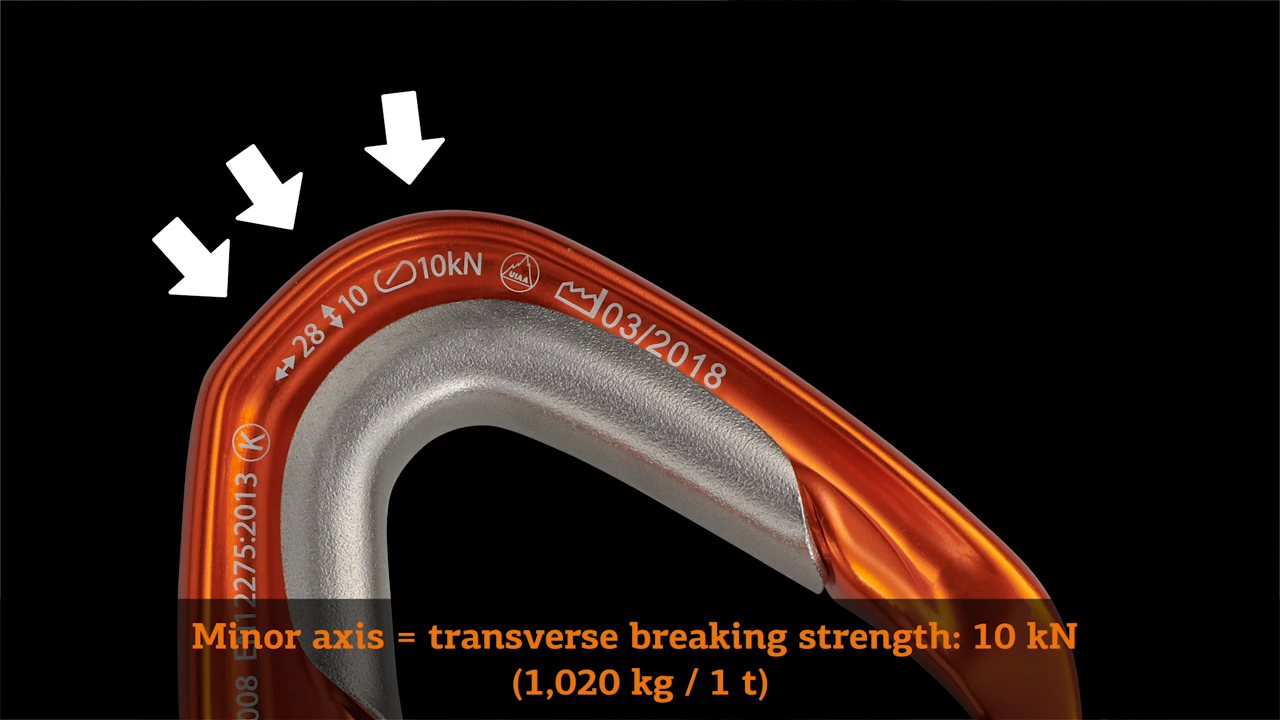 ↔28 ↕10 10kN
UIAA
03/2018
K
12275:2013
008
Minor axis = transverse breaking strength: 10 kN
(1,020 kg / 1 t)